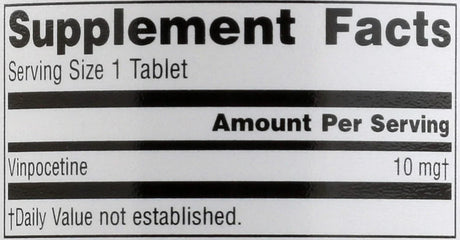 Supplement Facts
Serving Size 1 Tablet
Amount Per Serving
Vinpocetine 10 mg†
†Daily Value not established.